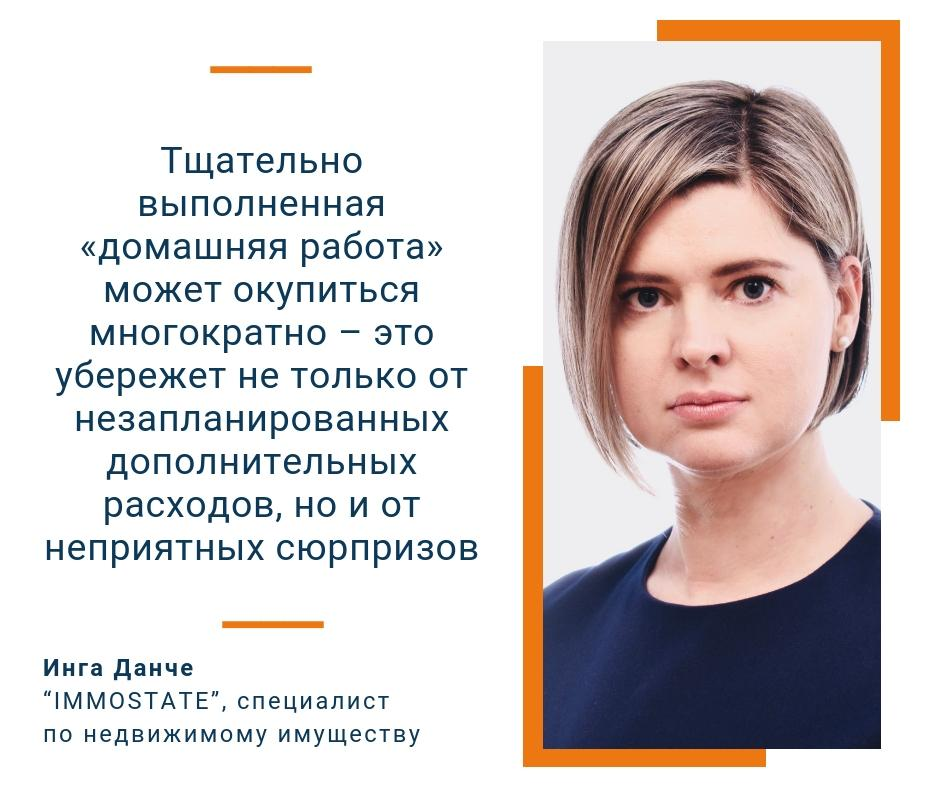 Тщательно
выполненная
«домашняя работа»
может окупиться
многократно – это
убережет не только от
незапланированных
дополнительных
расходов, но и от
неприятных сюрпризов
Инга Данче
“IMMOSTATE”, специалист
по недвижимому имуществу